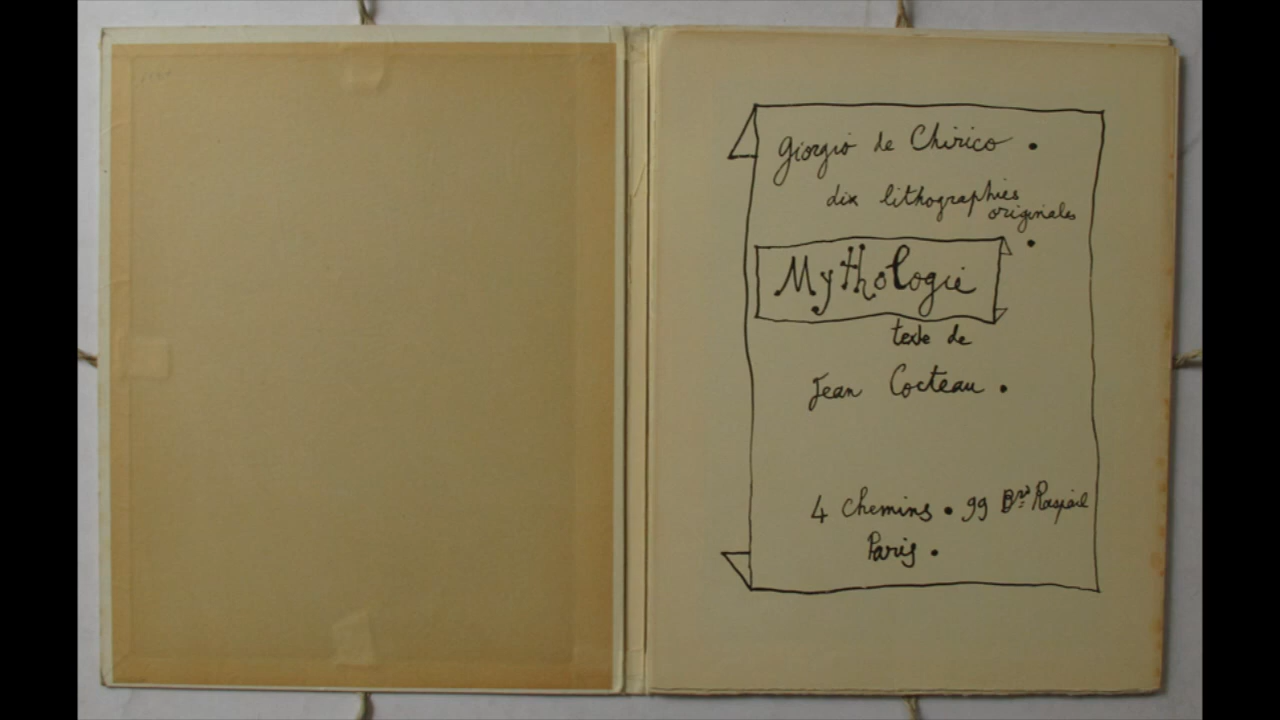 Giorgio de Chirico .
dix lithographies
originales .
Mythologie
texte de
Jean Cocteau .
4 Chemins . 99 Bd Raspail
Paris .